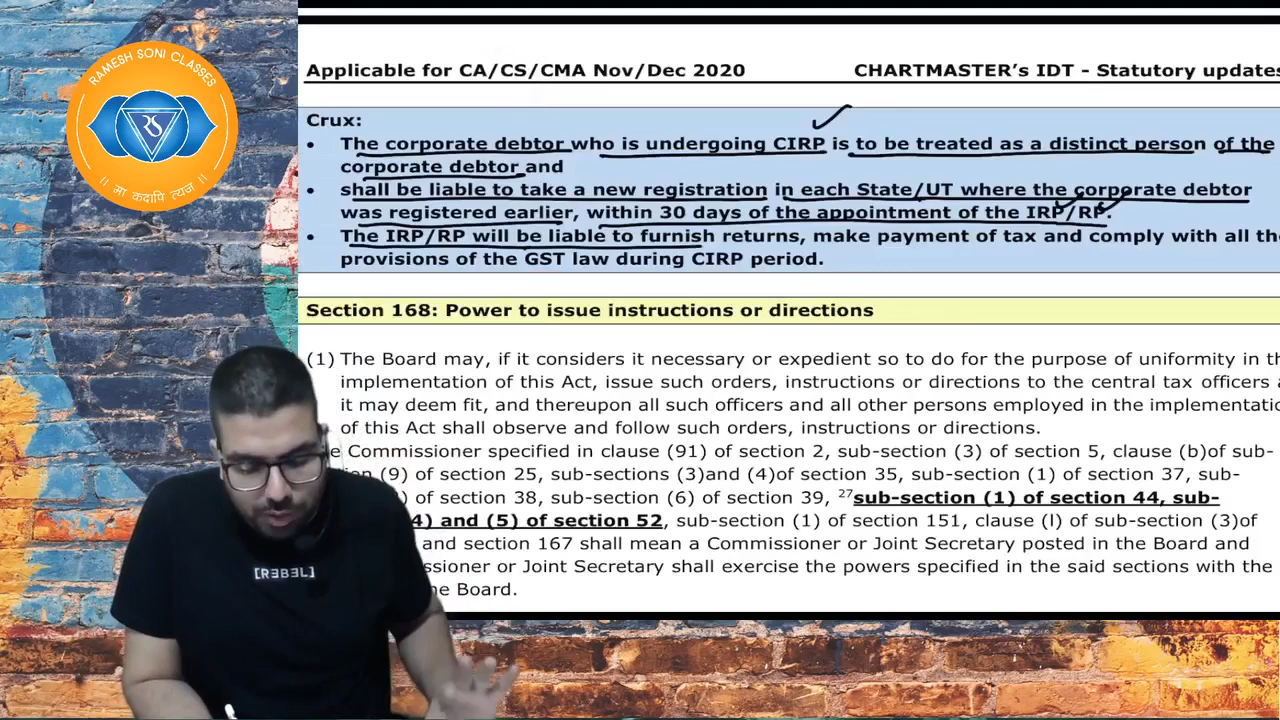 RAMESH SONI CLASSES
RS
॥ मा कदापि त्यज ॥
Applicable for CA/CS/CMA Nov/Dec 2020 CHARTMASTER's IDT - Statutory updates
Crux:
• The corporate debtor who is undergoing CIRP is to be treated as a distinct person of the
corporate debtor and
• shall be liable to take a new registration in each State/UT where the corporate debtor
was registered earlier, within 30 days of the appointment of the IRP/RP.
• The IRP/RP will be liable to furnish returns, make payment of tax and comply with all the
provisions of the GST law during CIRP period.
Section 168: Power to issue instructions or directions
(1) The Board may, if it considers it necessary or expedient so to do for the purpose of uniformity in
implementation of this Act, issue such orders, instructions or directions to the central tax officers
it may deem fit, and thereupon all such officers and all other persons employed in the
of this Act shall observe and follow such orders, instructions or directions.
Commissioner specified in clause (91) of section 2, sub-section (3) of section 5, clause (b)of sub-
(9) of section 25, sub-sections (3)and (4)of section 35, sub-section (1) of section 37, sub-
of section 38, sub-section (6) of section 39, 27sub-section (1) of section 44, sub-
4) and (5) of section 52, sub-section (1) of section 151, clause (l) of sub-section (3)of
and section 167 shall mean a Commissioner or Joint Secretary posted in the Board and
or Joint Secretary shall exercise the powers specified in the said sections with the
Board.
[RƎBEL]